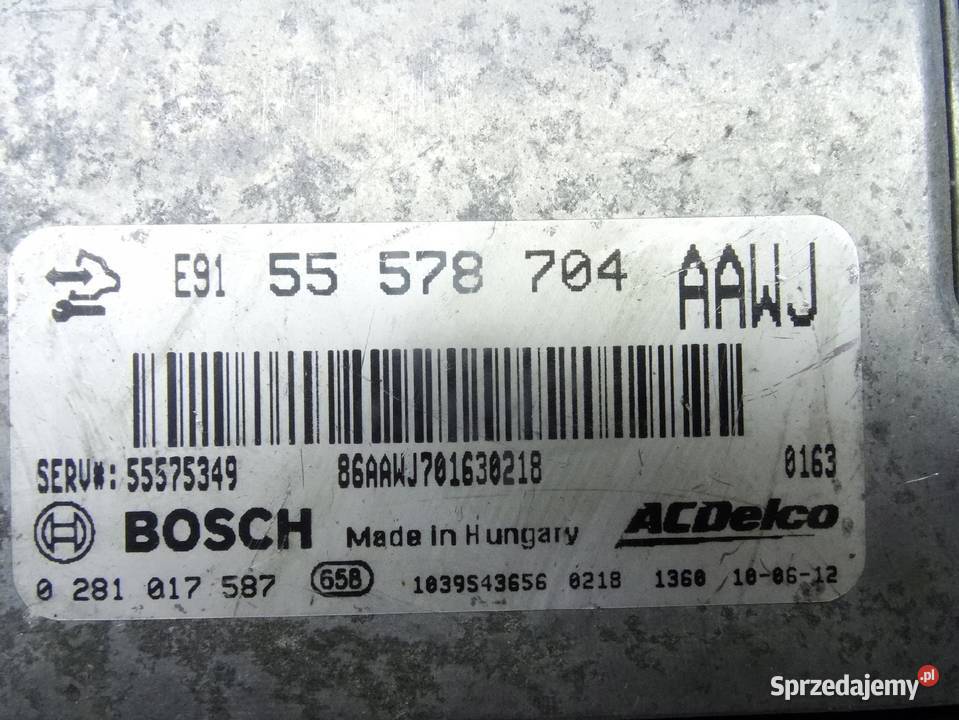 E91 55 578 704 AAWJ
SERV#: 55575349 86AAWJ701630218 0163
BOSCH Made in Hungary ACDelco
0 281 017 587 658 1039S43656 0218 1360 10-06-12
Sprzedajemy.pl